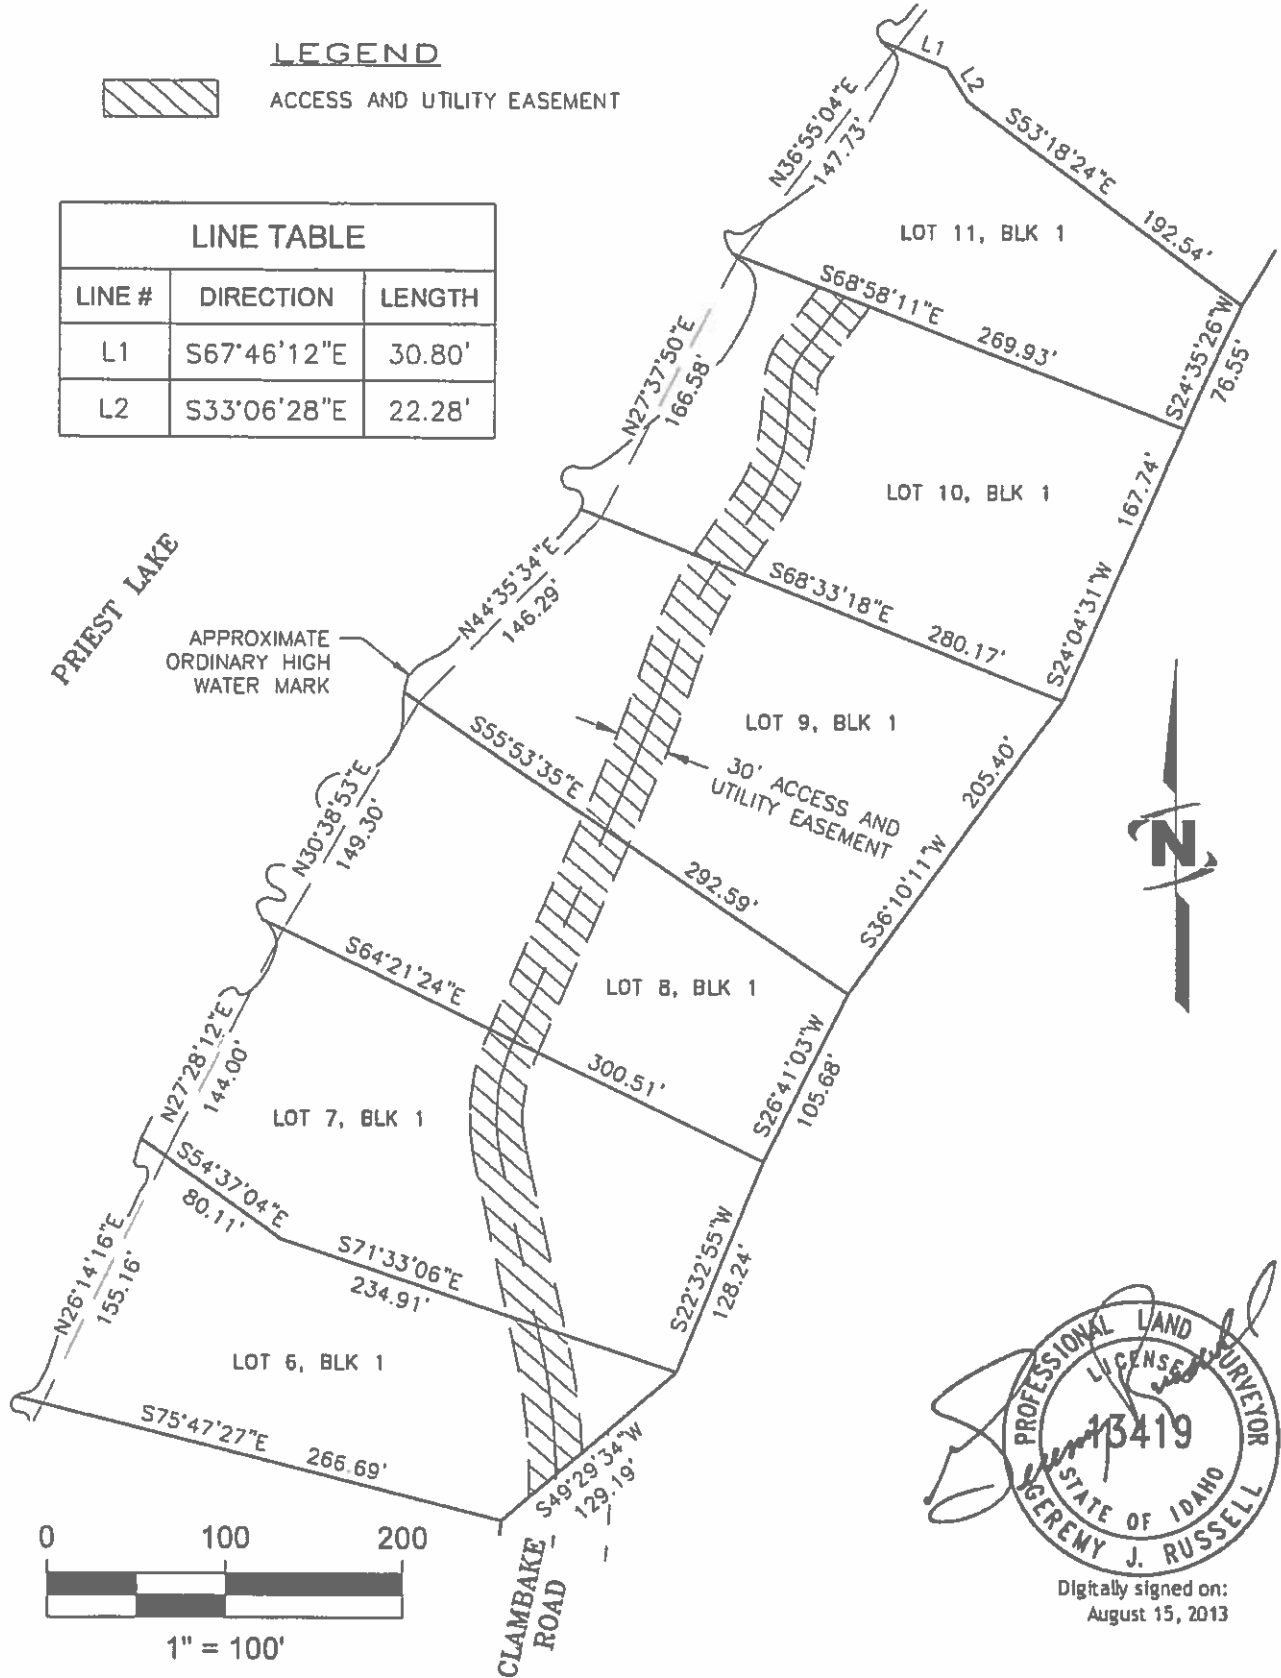 LEGEND
ACCESS AND UTILITY EASEMENT
LINE TABLE
LINE # DIRECTION LENGTH
L1 S67°46'12"E 30.80'
L2 S33°06'28"E 22.28'
L1
L2
S53°18'24"E 192.54'
N36°55'04"E
147.73'
LOT 11, BLK 1
S68°58'11"E 269.93'
S24°35'26"W
76.55'
N27°37'50"E
166.58'
LOT 10, BLK 1
S24°04'31"W 167.74'
PRIEST LAKE
N44°35'34"E
146.29'
S68°33'18"E 280.17'
APPROXIMATE
ORDINARY HIGH
WATER MARK
LOT 9, BLK 1
30' ACCESS AND
UTILITY EASEMENT
S55°53'35"E 292.59'
S36°10'11"W 205.40'
N
N30°38'53"E
149.30'
S64°21'24"E 300.51'
LOT 8, BLK 1
S26°41'03"W
105.68'
N27°28'12"E
144.00'
LOT 7, BLK 1
S54°37'04"E
80.11'
S71°33'06"E
234.91'
S22°32'55"W
128.24'
N26°14'16"E
155.16'
LOT 6, BLK 1
S75°47'27"E 266.69'
S49°29'34"W
129.19'
CLAMBAKE
ROAD
0 100 200
1" = 100'
PROFESSIONAL LAND SURVEYOR
LICENSED
13419
STATE OF IDAHO
GEREMY J. RUSSELL
Digitally signed on:
August 15, 2013